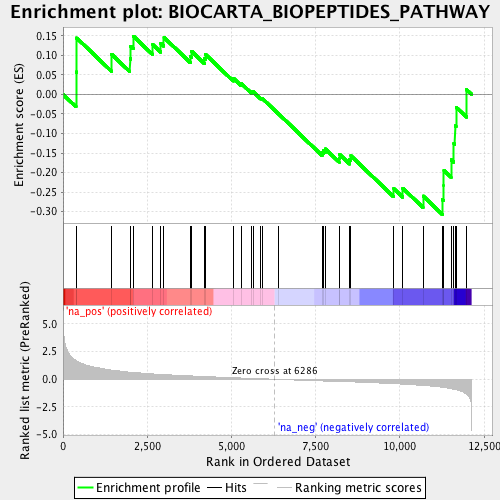 Enrichment plot: BIOCARTA_BIOPEPTIDES_PATHWAY
Enrichment score (ES)
0.15
0.10
0.05
0.00
-0.05
-0.10
-0.15
-0.20
-0.25
-0.30
'na_pos' (positively correlated)
Ranked list metric (PreRanked)
5.0
2.5
0.0
-2.5
-5.0
Zero cross at 6286
'na_neg' (negatively correlated)
0
2,500
5,000
7,500
10,000
12,500
Rank in Ordered Dataset
Enrichment profile
Hits
Ranking metric scores